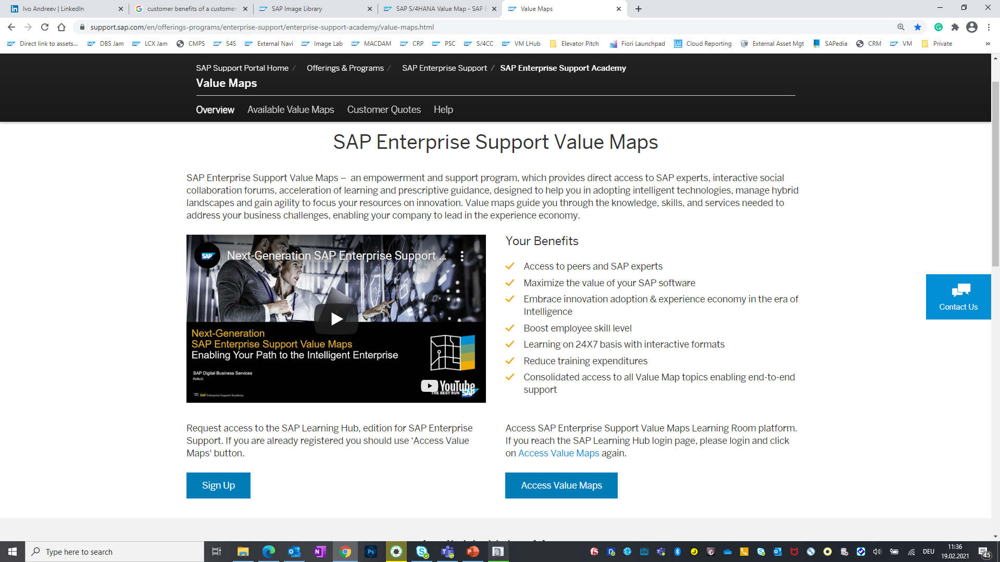 Ivo Andreev | LinkedIn
customer benefits of a customer
SAP Image Library
SAP S/4HANA Value Map - SAP E
Value Maps
support.sap.com/en/offerings-programs/enterprise-support/enterprise-support-academy/value-maps.html
Direct link to assets...
DBS Jam
LCX Jam
CMPS
S4S
External Navi
Image Lab
MACDAM
CRP
PSC
S/4CC
VM LHub
Elevator Pitch
Fiori Launchpad
Cloud Reporting
External Asset Mgt
SAPedia
CRM
VM
Private
»
SAP Support Portal Home / Offerings & Programs / SAP Enterprise Support / SAP Enterprise Support Academy
Value Maps
Overview
Available Value Maps
Customer Quotes
Help
SAP Enterprise Support Value Maps
SAP Enterprise Support Value Maps – an empowerment and support program, which provides direct access to SAP experts, interactive social
collaboration forums, acceleration of learning and prescriptive guidance, designed to help you in adopting intelligent technologies, manage hybrid
landscapes and gain agility to focus your resources on innovation. Value maps guide you through the knowledge, skills, and services needed to
address your business challenges, enabling your company to lead in the experience economy.
SAP
Next-Generation SAP Enterprise Support ...
Next-Generation
SAP Enterprise Support Value Maps
Enabling Your Path to the Intelligent Enterprise
SAP Digital Business Services
PUBLIC
YouTube
THE BEST RUN SAP
SAP Enterprise Support Academy
Your Benefits
Access to peers and SAP experts
Maximize the value of your SAP software
Embrace innovation adoption & experience economy in the era of
Intelligence
Boost employee skill level
Learning on 24X7 basis with interactive formats
Reduce training expenditures
Consolidated access to all Value Map topics enabling end-to-end
support
Contact Us
Request access to the SAP Learning Hub, edition for SAP Enterprise
Support. If you are already registered you should use ‘Access Value
Maps' button.
Sign Up
Access SAP Enterprise Support Value Maps Learning Room platform.
If you reach the SAP Learning Hub login page, please login and click
on Access Value Maps again.
Access Value Maps
Type here to search
DEU
11:36
19.02.2021
45